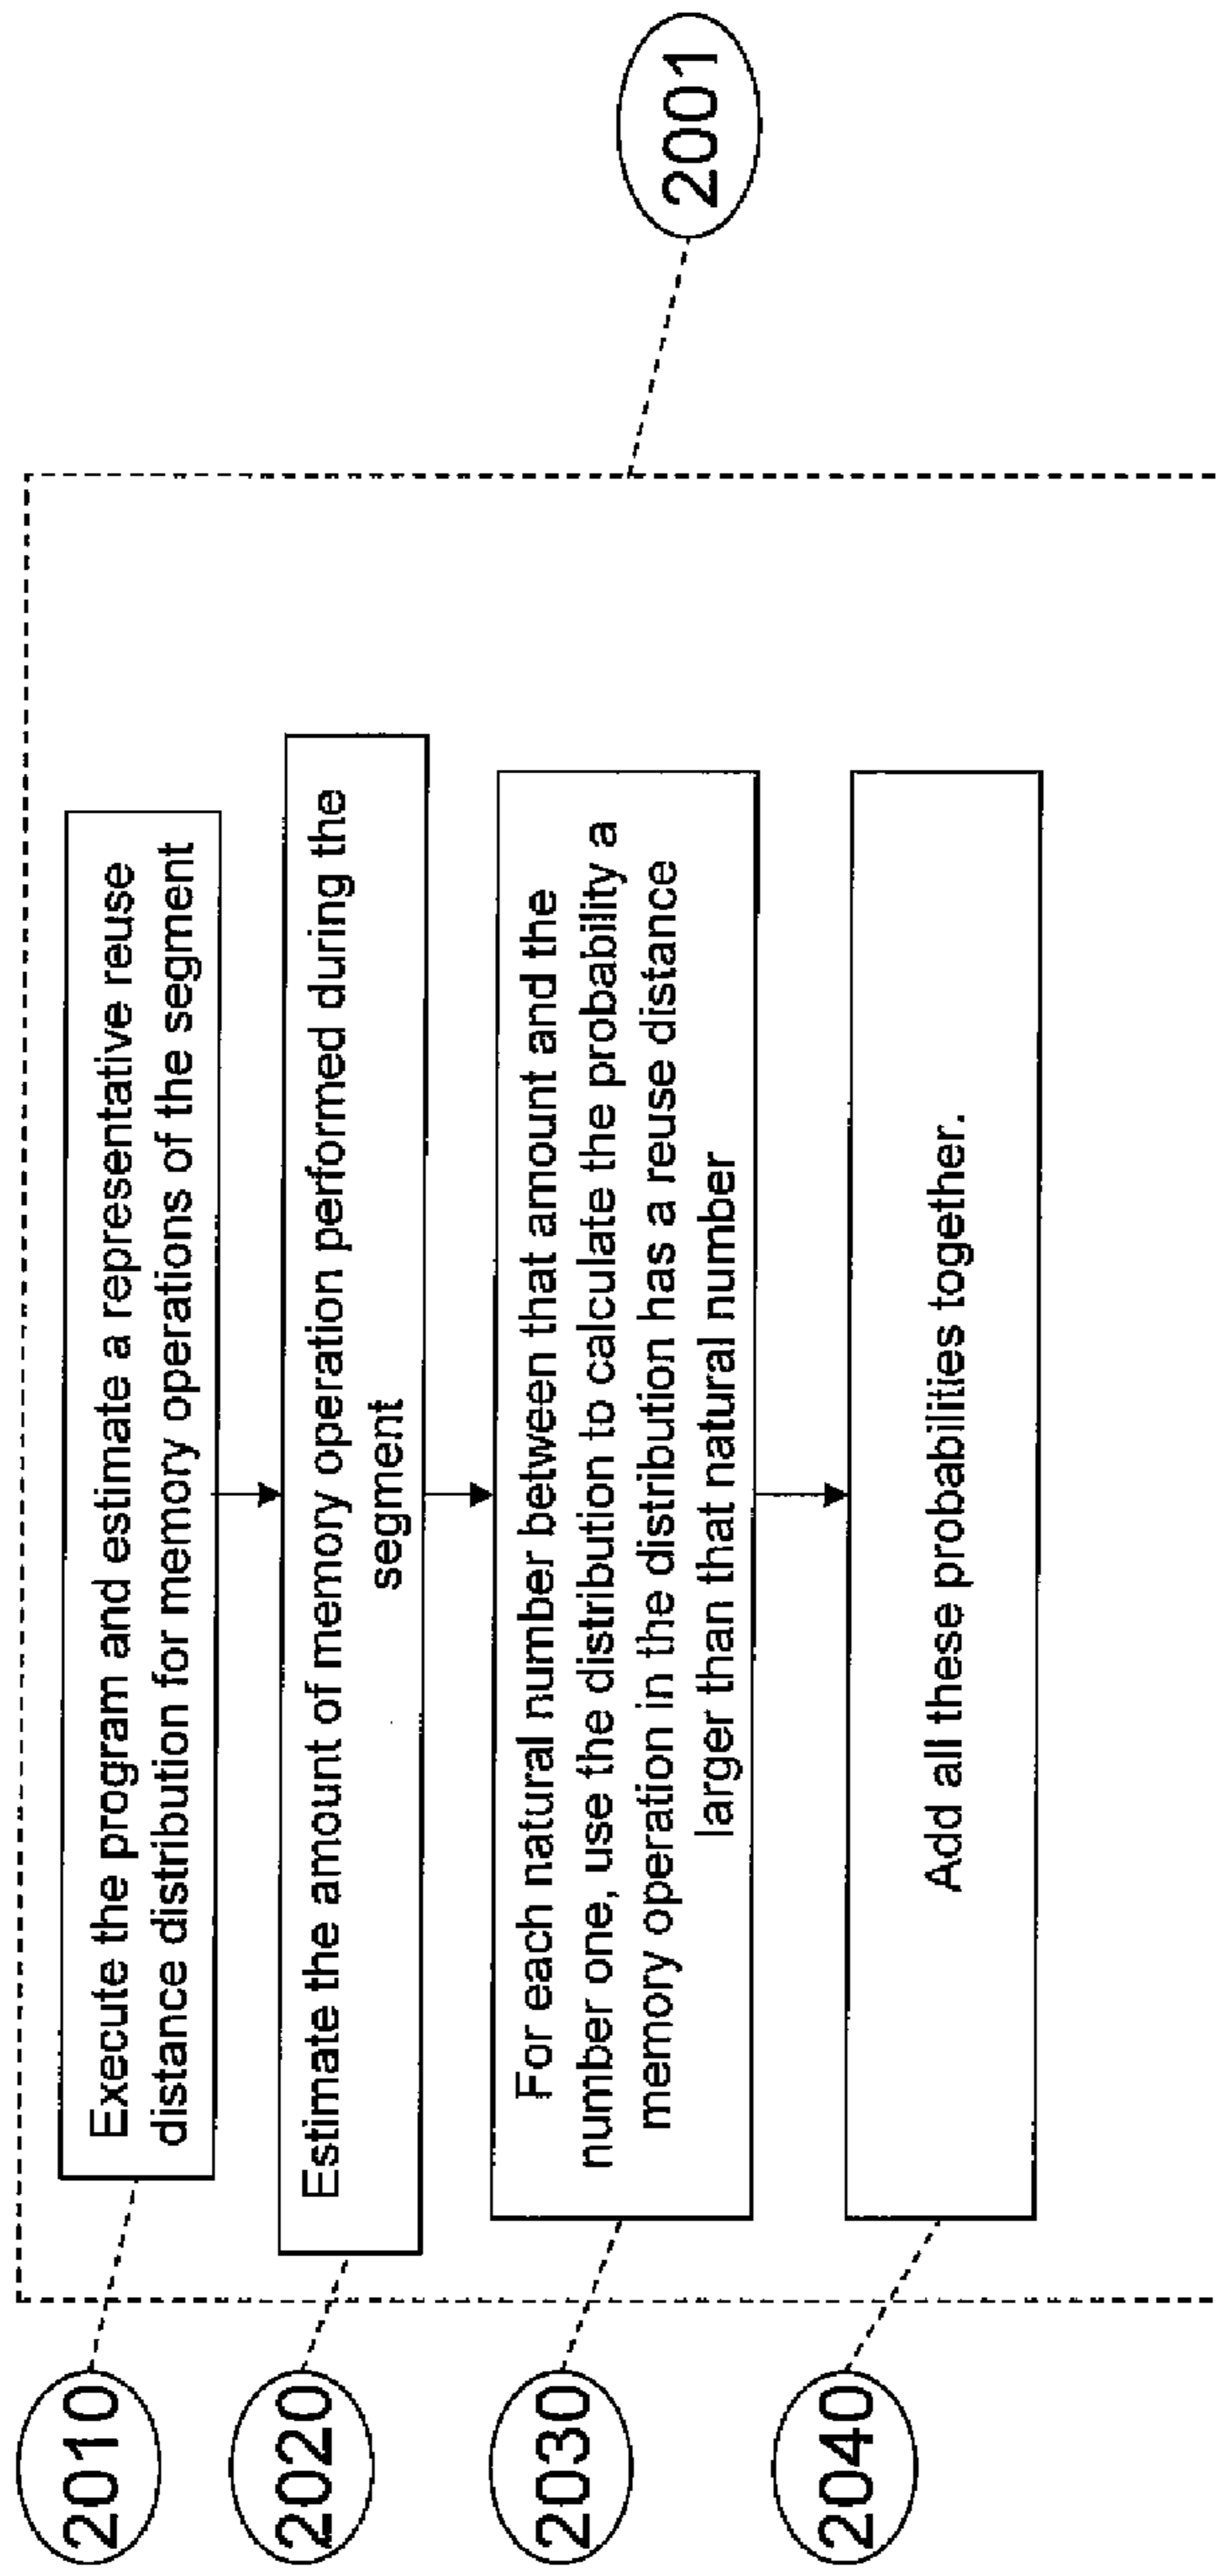 2001
2010
Execute the program and estimate a representative reuse
distance distribution for memory operations of the segment
2020
Estimate the amount of memory operation performed during the
segment
2030
For each natural number between that amount and the
number one, use the distribution to calculate the probability a
memory operation in the distribution has a reuse distance
larger than that natural number
2040
Add all these probabilities together.